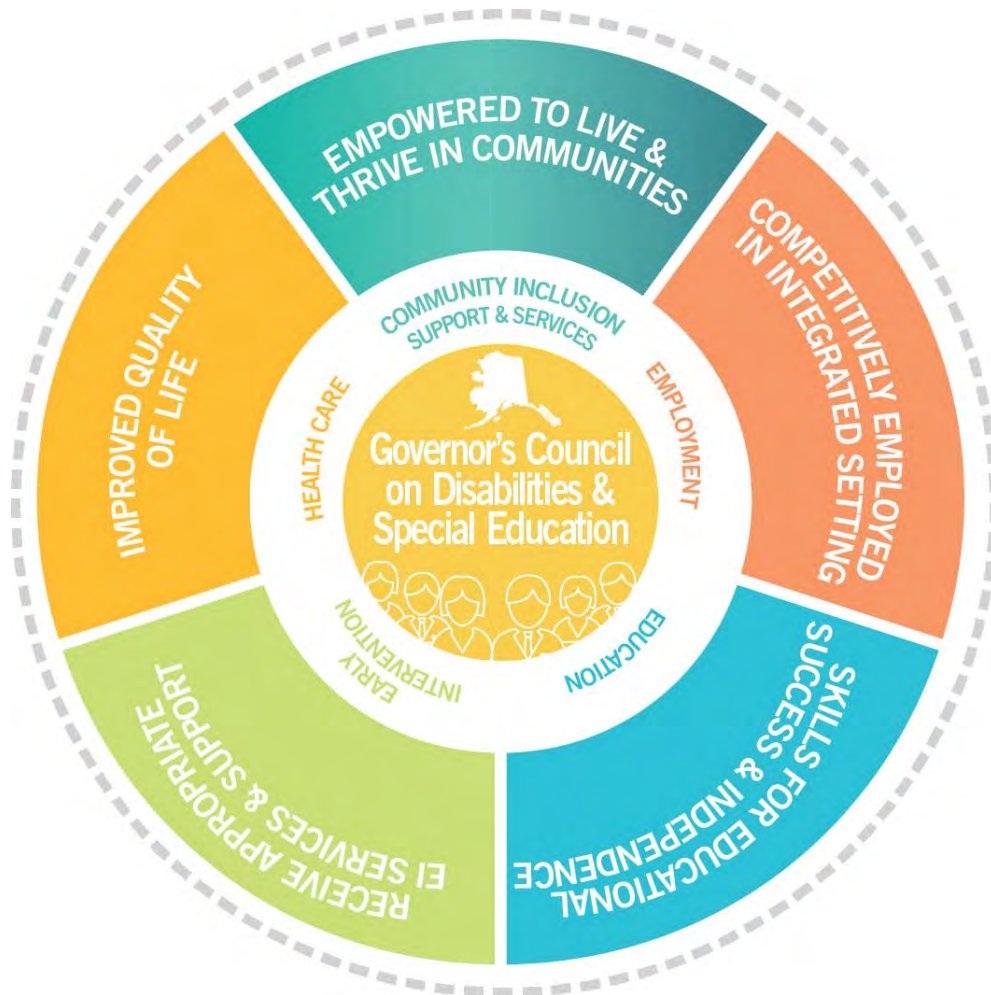 EMPOWERED TO LIVE &
THRIVE IN COMMUNITIES
COMPETITIVELY EMPLOYED
IN INTEGRATED SETTING
SKILLS FOR EDUCATIONAL
SUCCESS & INDEPENDENCE
RECEIVE APPROPRIATE
EI SERVICES & SUPPORT
IMPROVED QUALITY
OF LIFE
COMMUNITY INCLUSION
SUPPORT & SERVICES
EMPLOYMENT
EDUCATION
EARLY
INTERVENTION
HEALTH CARE
Governor's Council
on Disabilities &
Special Education